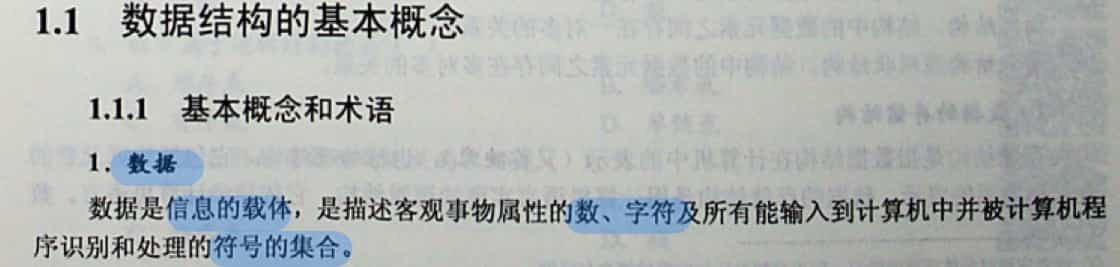 1.1 数据结构的基本概念
1.1.1 基本概念和术语
1. 数据
数据是信息的载体，是描述客观事物属性的数、字符及所有能输入到计算机中并被计算机程
序识别和处理的符号的集合。